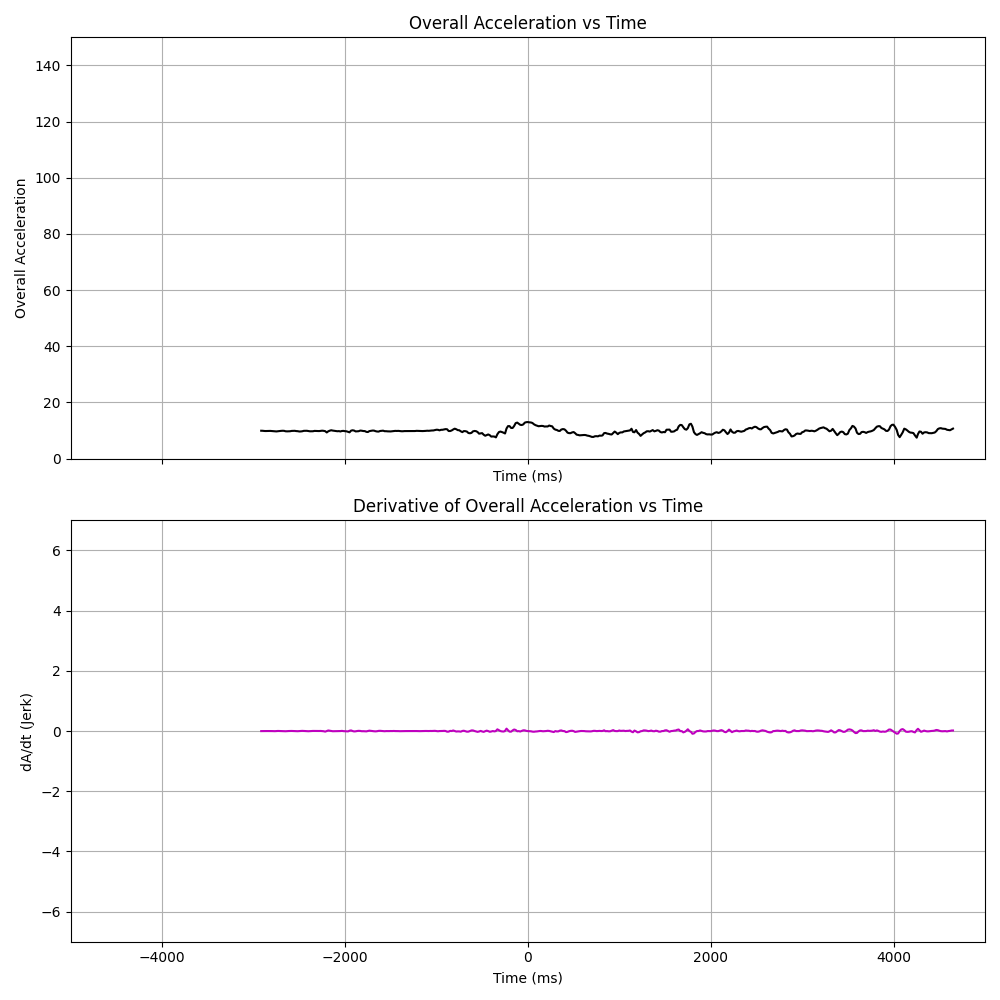 Overall Acceleration vs Time
140
120
100
80
60
40
20
0
Overall Acceleration
Time (ms)
Derivative of Overall Acceleration vs Time
6
4
2
0
−2
−4
−6
dA/dt (Jerk)
−4000 −2000 0 2000 4000
Time (ms)